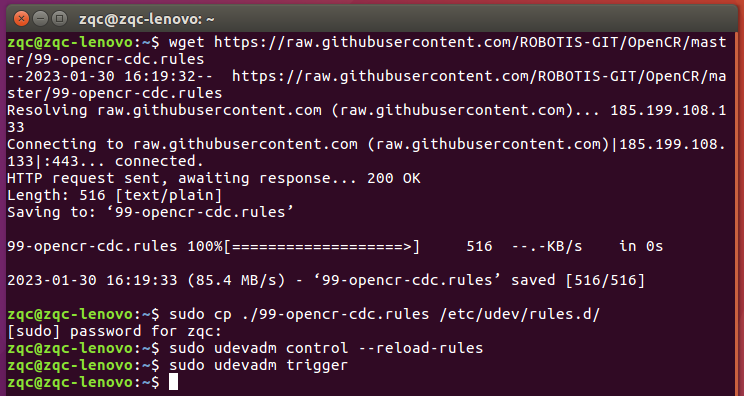 zqc@zqc-lenovo: ~
zqc@zqc-lenovo:~$ wget https://raw.githubusercontent.com/ROBOTIS-GIT/OpenCR/mast
er/99-opencr-cdc.rules
--2023-01-30 16:19:32--  https://raw.githubusercontent.com/ROBOTIS-GIT/OpenCR/ma
ster/99-opencr-cdc.rules
Resolving raw.githubusercontent.com (raw.githubusercontent.com)... 185.199.108.1
33
Connecting to raw.githubusercontent.com (raw.githubusercontent.com)|185.199.108.
133|:443... connected.
HTTP request sent, awaiting response... 200 OK
Length: 516 [text/plain]
Saving to: ‘99-opencr-cdc.rules’
99-opencr-cdc.rules 100%[===================>]     516  --.-KB/s    in 0s
2023-01-30 16:19:33 (85.4 MB/s) - ‘99-opencr-cdc.rules’ saved [516/516]
zqc@zqc-lenovo:~$ sudo cp ./99-opencr-cdc.rules /etc/udev/rules.d/
[sudo] password for zqc:
zqc@zqc-lenovo:~$ sudo udevadm control --reload-rules
zqc@zqc-lenovo:~$ sudo udevadm trigger
zqc@zqc-lenovo:~$